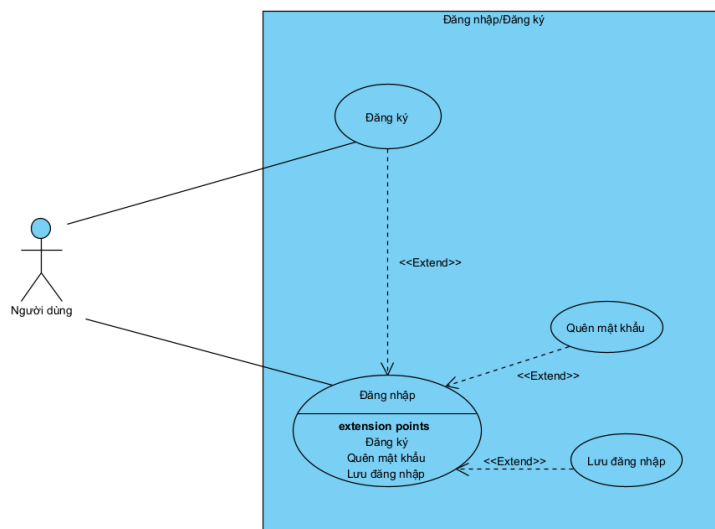 Đăng nhập/Đăng ký
Đăng ký
<<Extend>>
Người dùng
Quên mật khẩu
<<Extend>>
Đăng nhập
extension points
Đăng ký
Quên mật khẩu
Lưu đăng nhập
<<Extend>>
Lưu đăng nhập